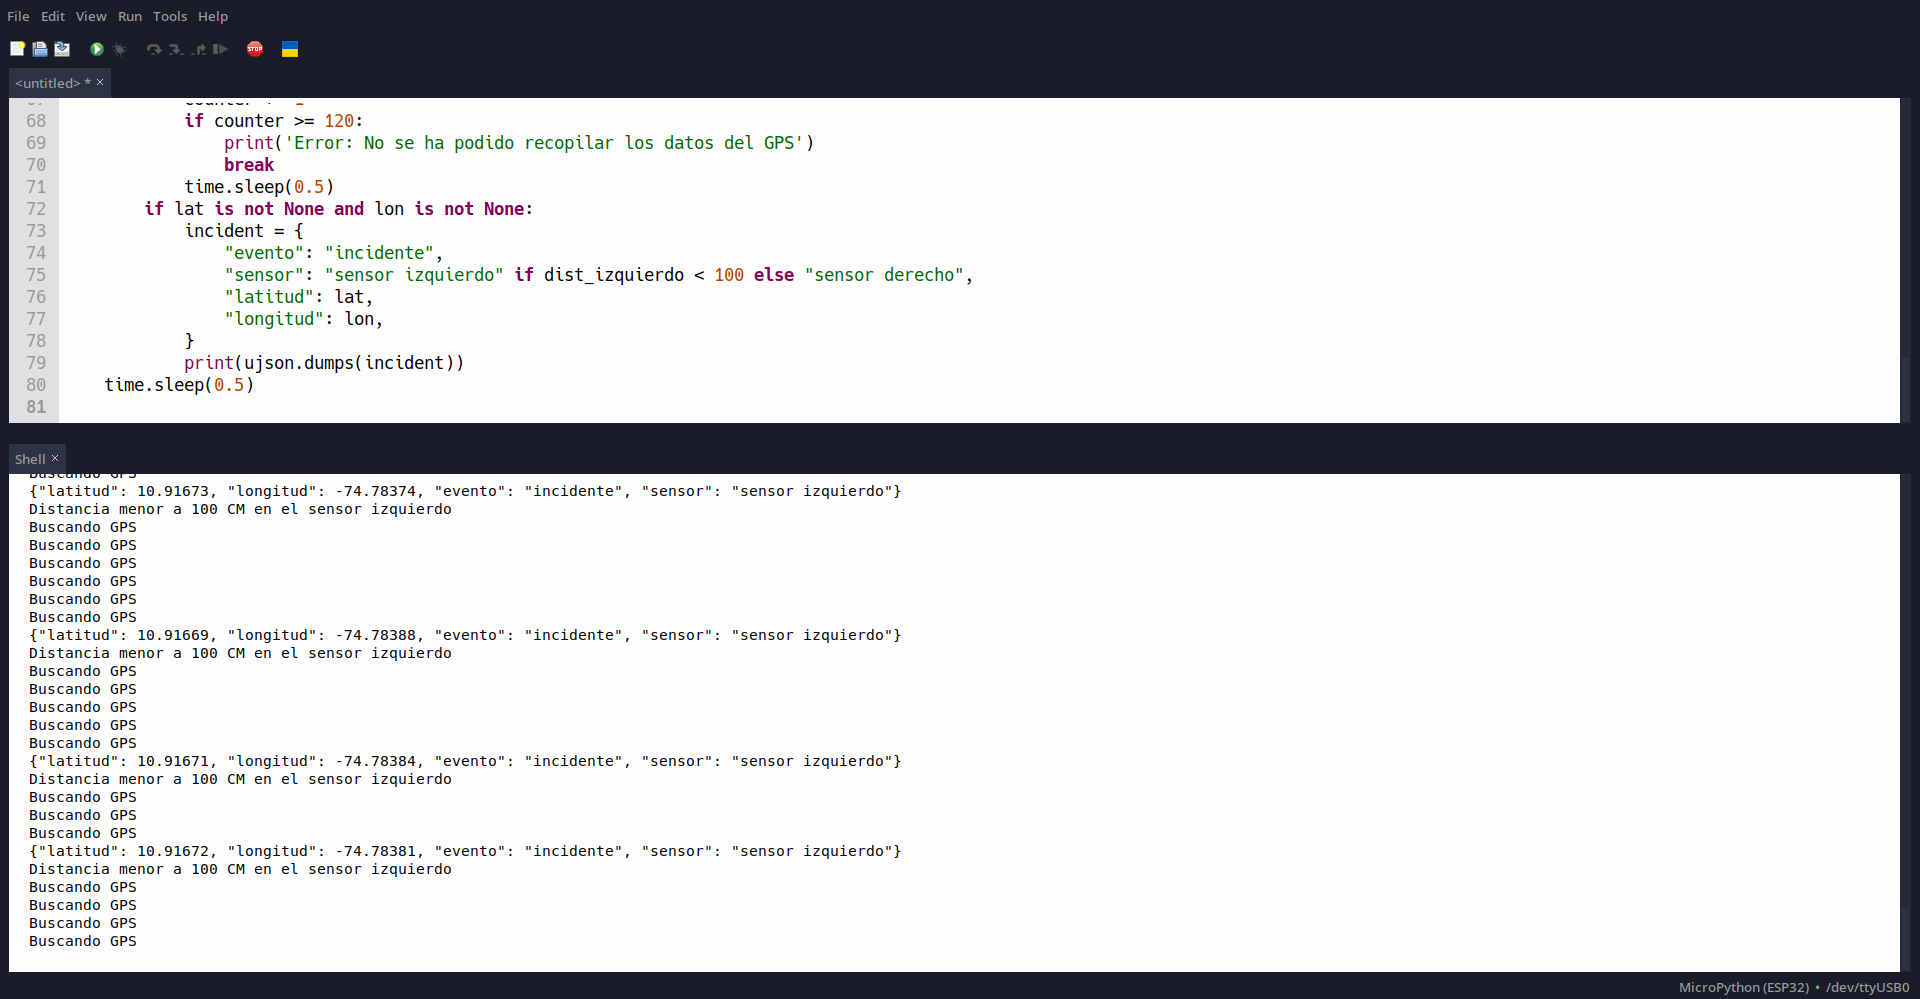 File Edit View Run Tools Help
STOP
<untitled> * ×
68 if counter >= 120:
69 print('Error: No se ha podido recopilar los datos del GPS')
70 break
71 time.sleep(0.5)
72 if lat is not None and lon is not None:
73 incident = {
74 "evento": "incidente",
75 "sensor": "sensor izquierdo" if dist_izquierdo < 100 else "sensor derecho",
76 "latitud": lat,
77 "longitud": lon,
78 }
79 print(ujson.dumps(incident))
80 time.sleep(0.5)
81
Shell ×
Buscando GPS
{"latitud": 10.91673, "longitud": -74.78374, "evento": "incidente", "sensor": "sensor izquierdo"}
Distancia menor a 100 CM en el sensor izquierdo
Buscando GPS
Buscando GPS
Buscando GPS
Buscando GPS
Buscando GPS
Buscando GPS
{"latitud": 10.91669, "longitud": -74.78388, "evento": "incidente", "sensor": "sensor izquierdo"}
Distancia menor a 100 CM en el sensor izquierdo
Buscando GPS
Buscando GPS
Buscando GPS
Buscando GPS
Buscando GPS
{"latitud": 10.91671, "longitud": -74.78384, "evento": "incidente", "sensor": "sensor izquierdo"}
Distancia menor a 100 CM en el sensor izquierdo
Buscando GPS
Buscando GPS
Buscando GPS
{"latitud": 10.91672, "longitud": -74.78381, "evento": "incidente", "sensor": "sensor izquierdo"}
Distancia menor a 100 CM en el sensor izquierdo
Buscando GPS
Buscando GPS
Buscando GPS
Buscando GPS
MicroPython (ESP32) • /dev/ttyUSB0